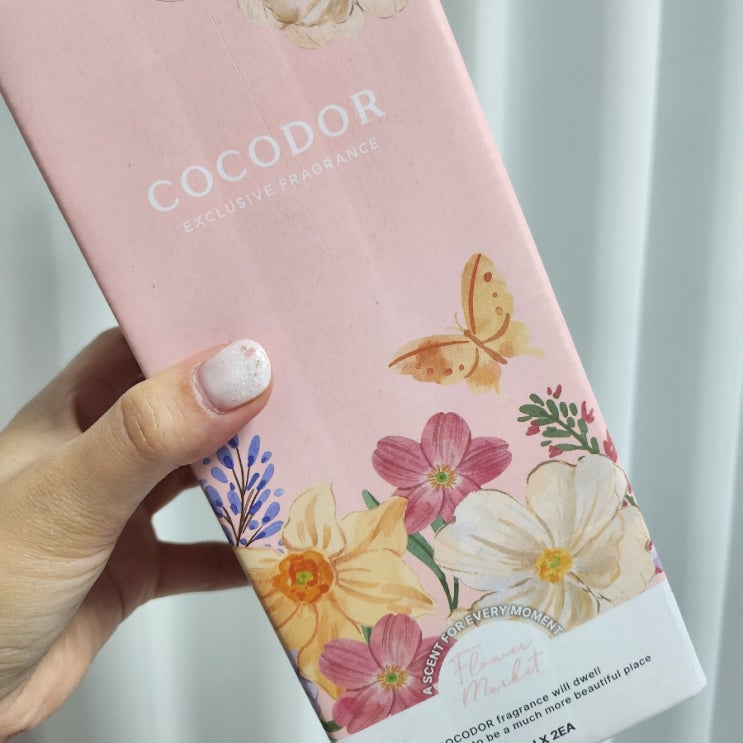 COCODOR
EXCLUSIVE FRAGRANCE
A SCENT FOR EVERY MOMENT
Flower
Market
COCODOR fragrance will dwell
to be a much more beautiful place
X 2EA